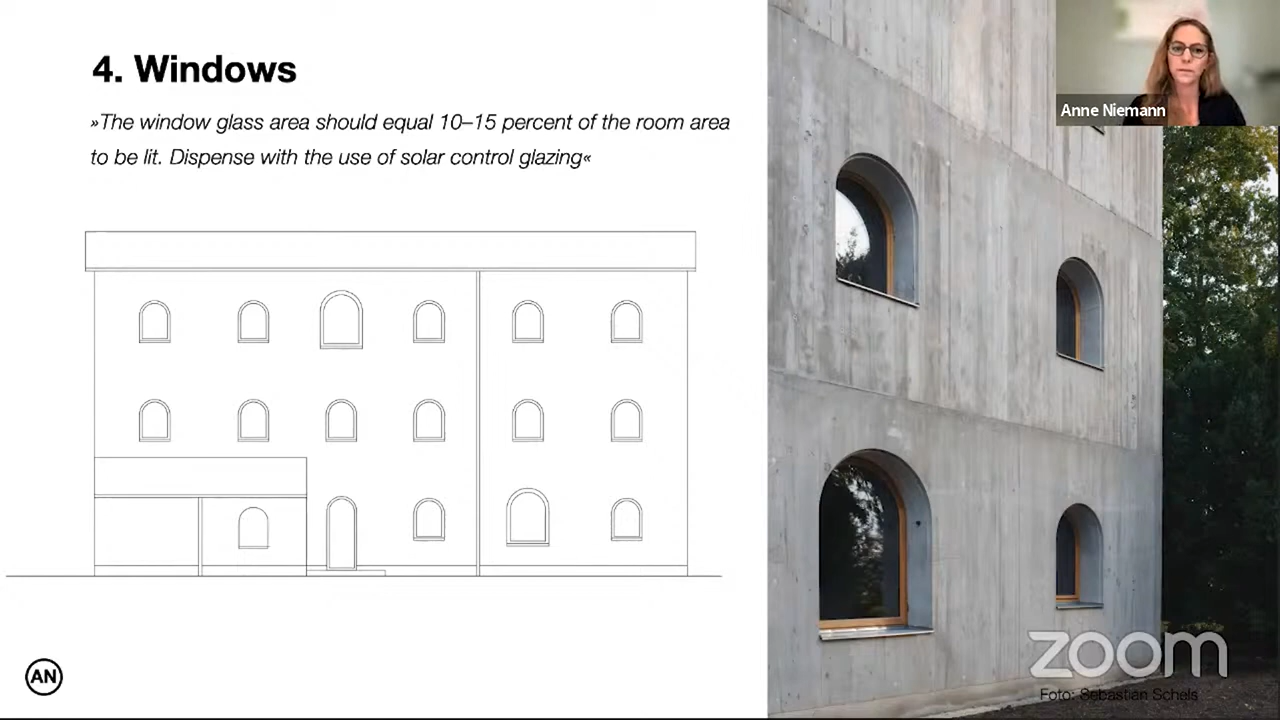 4. Windows
»The window glass area should equal 10–15 percent of the room area
to be lit. Dispense with the use of solar control glazing«
Anne Niemann
AN
zoom
Foto: Sebastian Schels